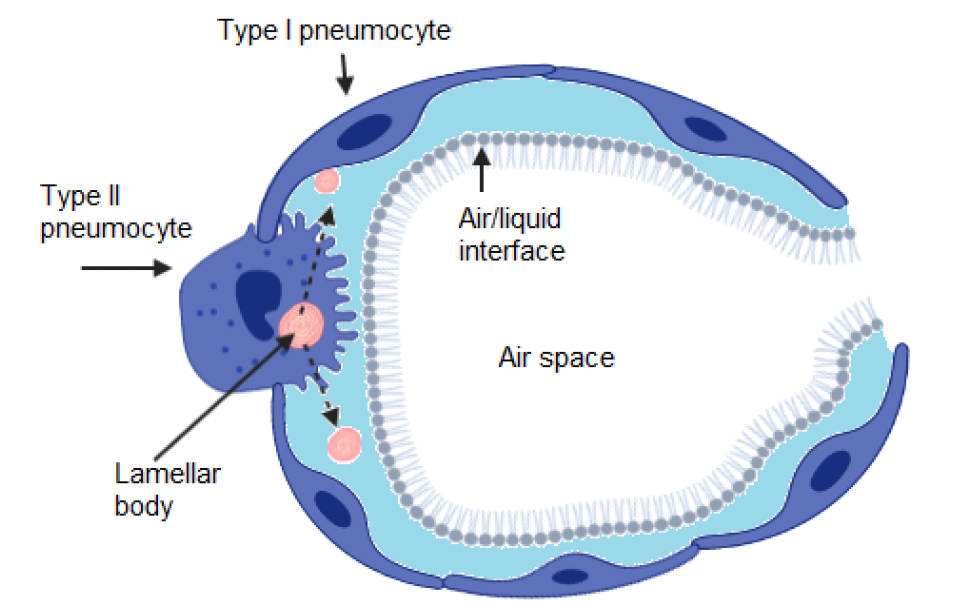 Type I pneumocyte
Type II
pneumocyte
Air/liquid
interface
Air space
Lamellar
body